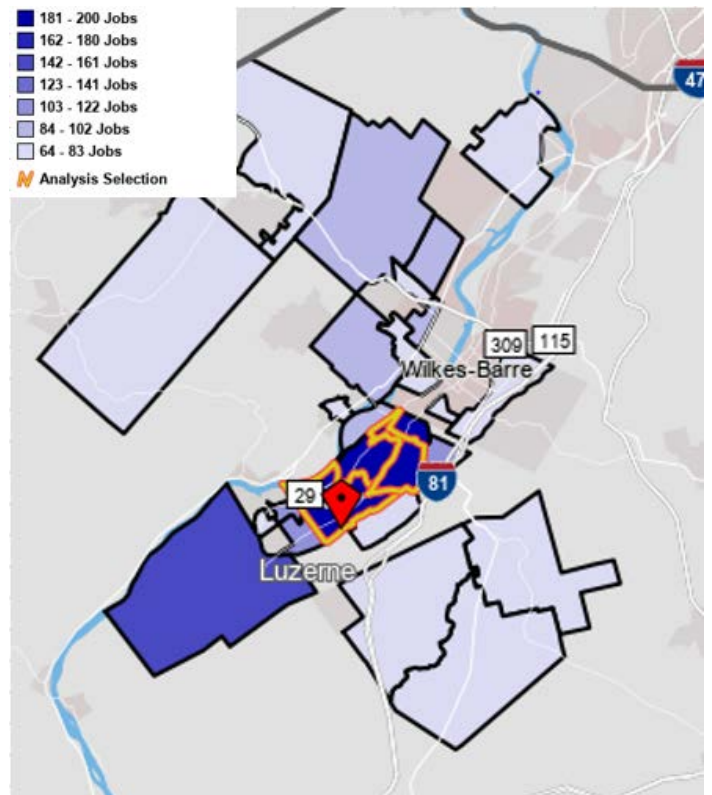 181 - 200 Jobs
162 - 180 Jobs
142 - 161 Jobs
123 - 141 Jobs
103 - 122 Jobs
84 - 102 Jobs
64 - 83 Jobs
Analysis Selection
47
309
115
Wilkes-Barre
81
29
Luzerne